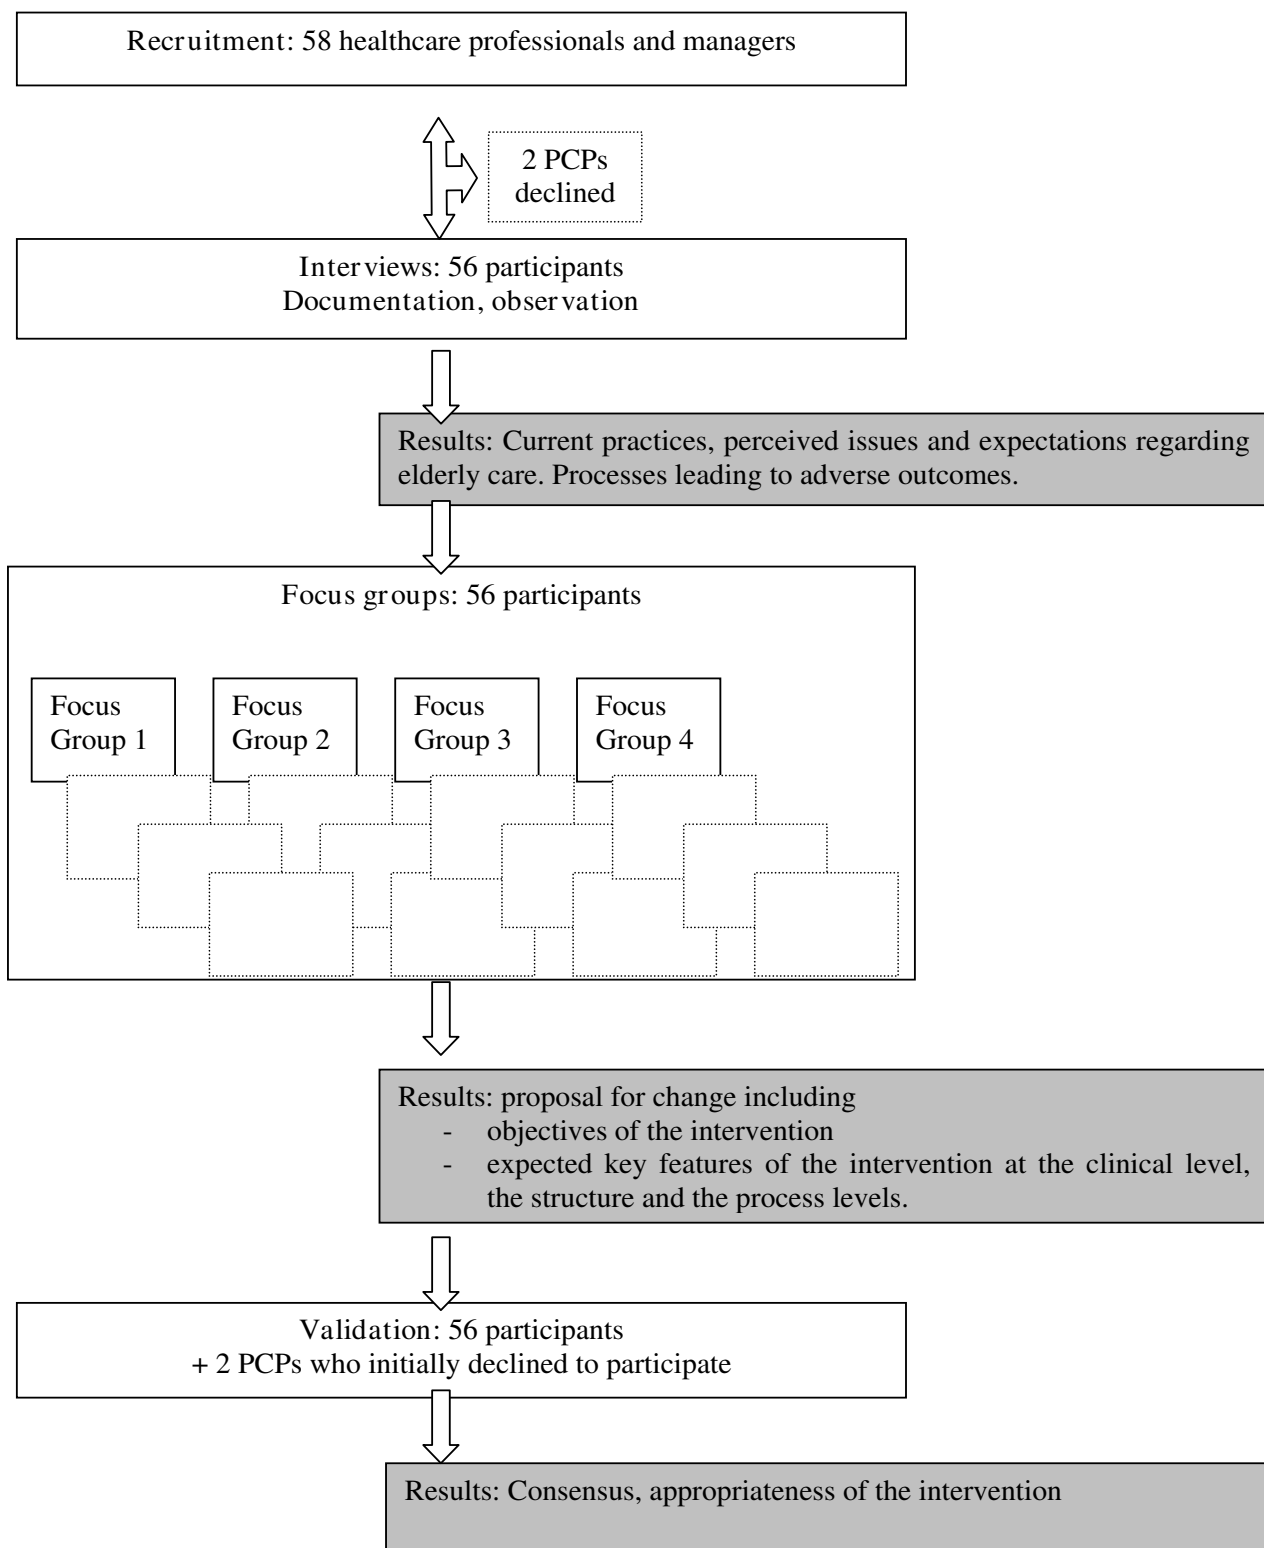 Recruitment: 58 healthcare professionals and managers
2 PCPs
declined
Interviews: 56 participants
Documentation, observation
Results: Current practices, perceived issues and expectations regarding
elderly care. Processes leading to adverse outcomes.
Focus groups: 56 participants
Focus
Group 1
Focus
Group 2
Focus
Group 3
Focus
Group 4
Results: proposal for change including
- objectives of the intervention
- expected key features of the intervention at the clinical level,
the structure and the process levels.
Validation: 56 participants
+ 2 PCPs who initially declined to participate
Results: Consensus, appropriateness of the intervention